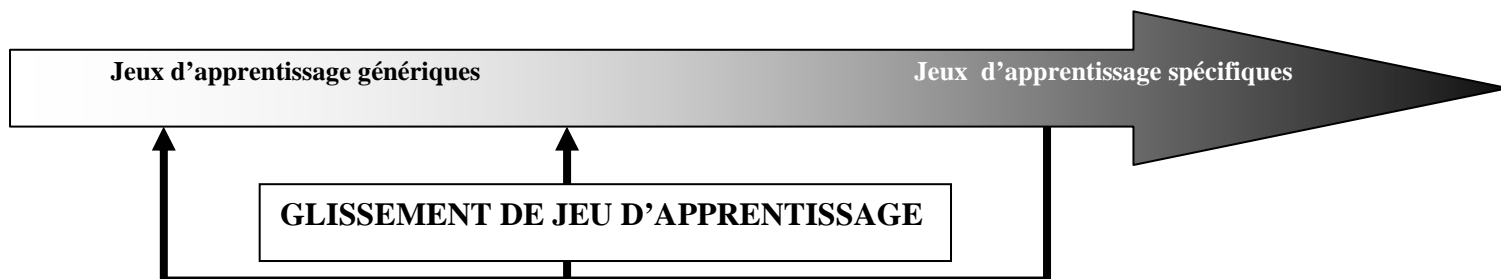 Jeux d'apprentissage génériques
Jeux d'apprentissage spécifiques
GLISSEMENT DE JEU D'APPRENTISSAGE